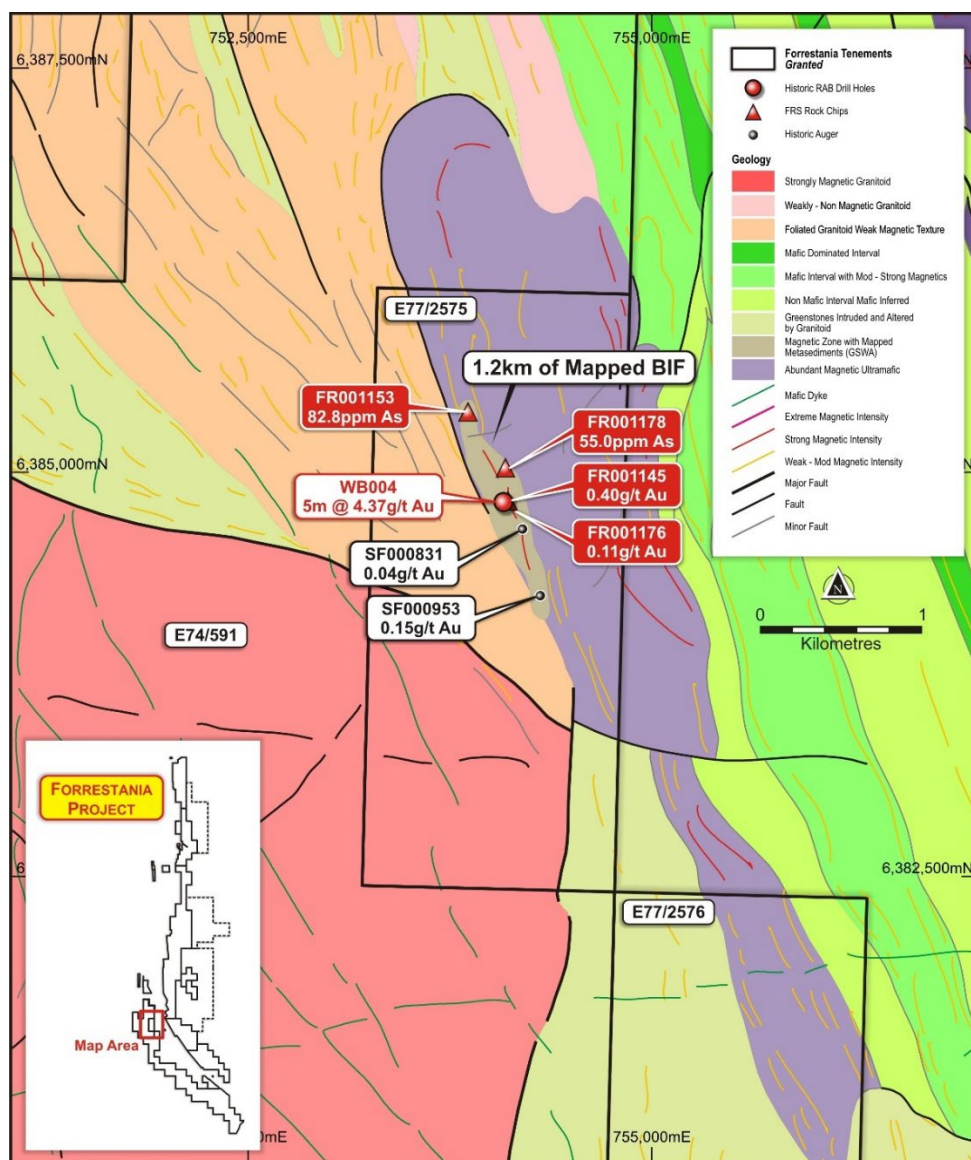 752,500mE
755,000mE
6,387,500mN
Forrestania Tenements
Granted
Historic RAB Drill Holes
FRS Rock Chips
Historic Auger
Geology
Strongly Magnetic Granitoid
Weakly - Non Magnetic Granitoid
Foliated Granitoid Weak Magnetic Texture
Mafic Dominated Interval
Mafic Interval with Mod - Strong Magnetics
Non Mafic Interval Mafic Inferred
Greenstones Intruded and Altered
by Granitoid
Magnetic Zone with Mapped
Metasediments (GSWA)
Abundant Magnetic Ultramafic
Mafic Dyke
Extreme Magnetic Intensity
Strong Magnetic Intensity
Weak - Mod Magnetic Intensity
Major Fault
Fault
Minor Fault
E77/2575
1.2km of Mapped BIF
FR001153
82.8ppm As
FR001178
55.0ppm As
6,385,000mN
WB004
5m @ 4.37g/t Au
FR001145
0.40g/t Au
FR001176
0.11g/t Au
SF000831
0.04g/t Au
SF000953
0.15g/t Au
E74/591
N
0 1
Kilometres
FORRESTANIA
PROJECT
Map Area
6,382,500mN
E77/2576
mE
755,000mE